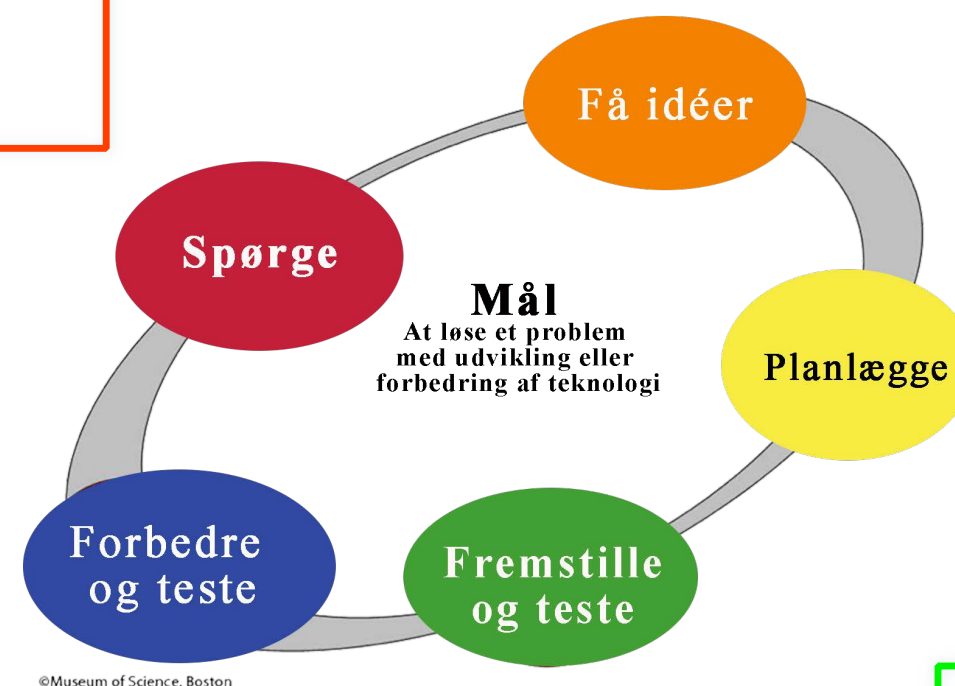 Få idéer
Spørge
Mål
At løse et problem
med udvikling eller
forbedring af teknologi
Planlægge
Forbedre
og teste
Fremstille
og teste
©Museum of Science, Boston